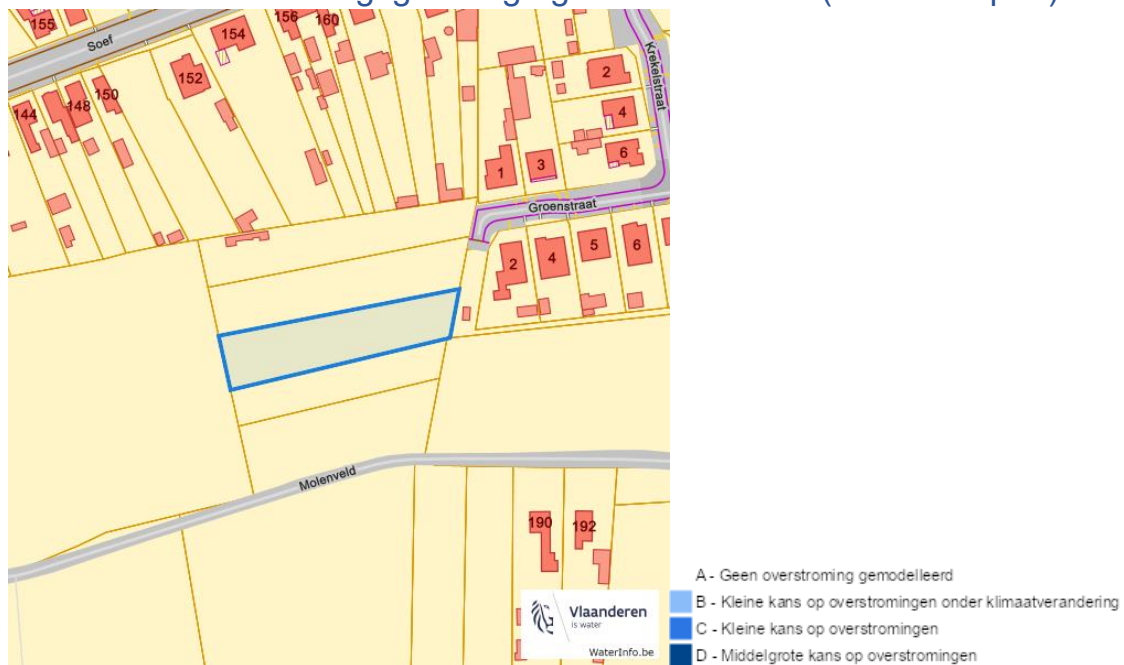 155
Soef
154
156
160
152
150
148
144
Krekelstraat
2
4
6
1
3
Groenstraat
2
4
5
6
Molenveld
190
192
Vlaanderen
is water
WaterInfo.be
A - Geen overstroming gemodelleerd
B - Kleine kans op overstromingen onder klimaatverandering
C - Kleine kans op overstromingen
D - Middelgrote kans op overstromingen